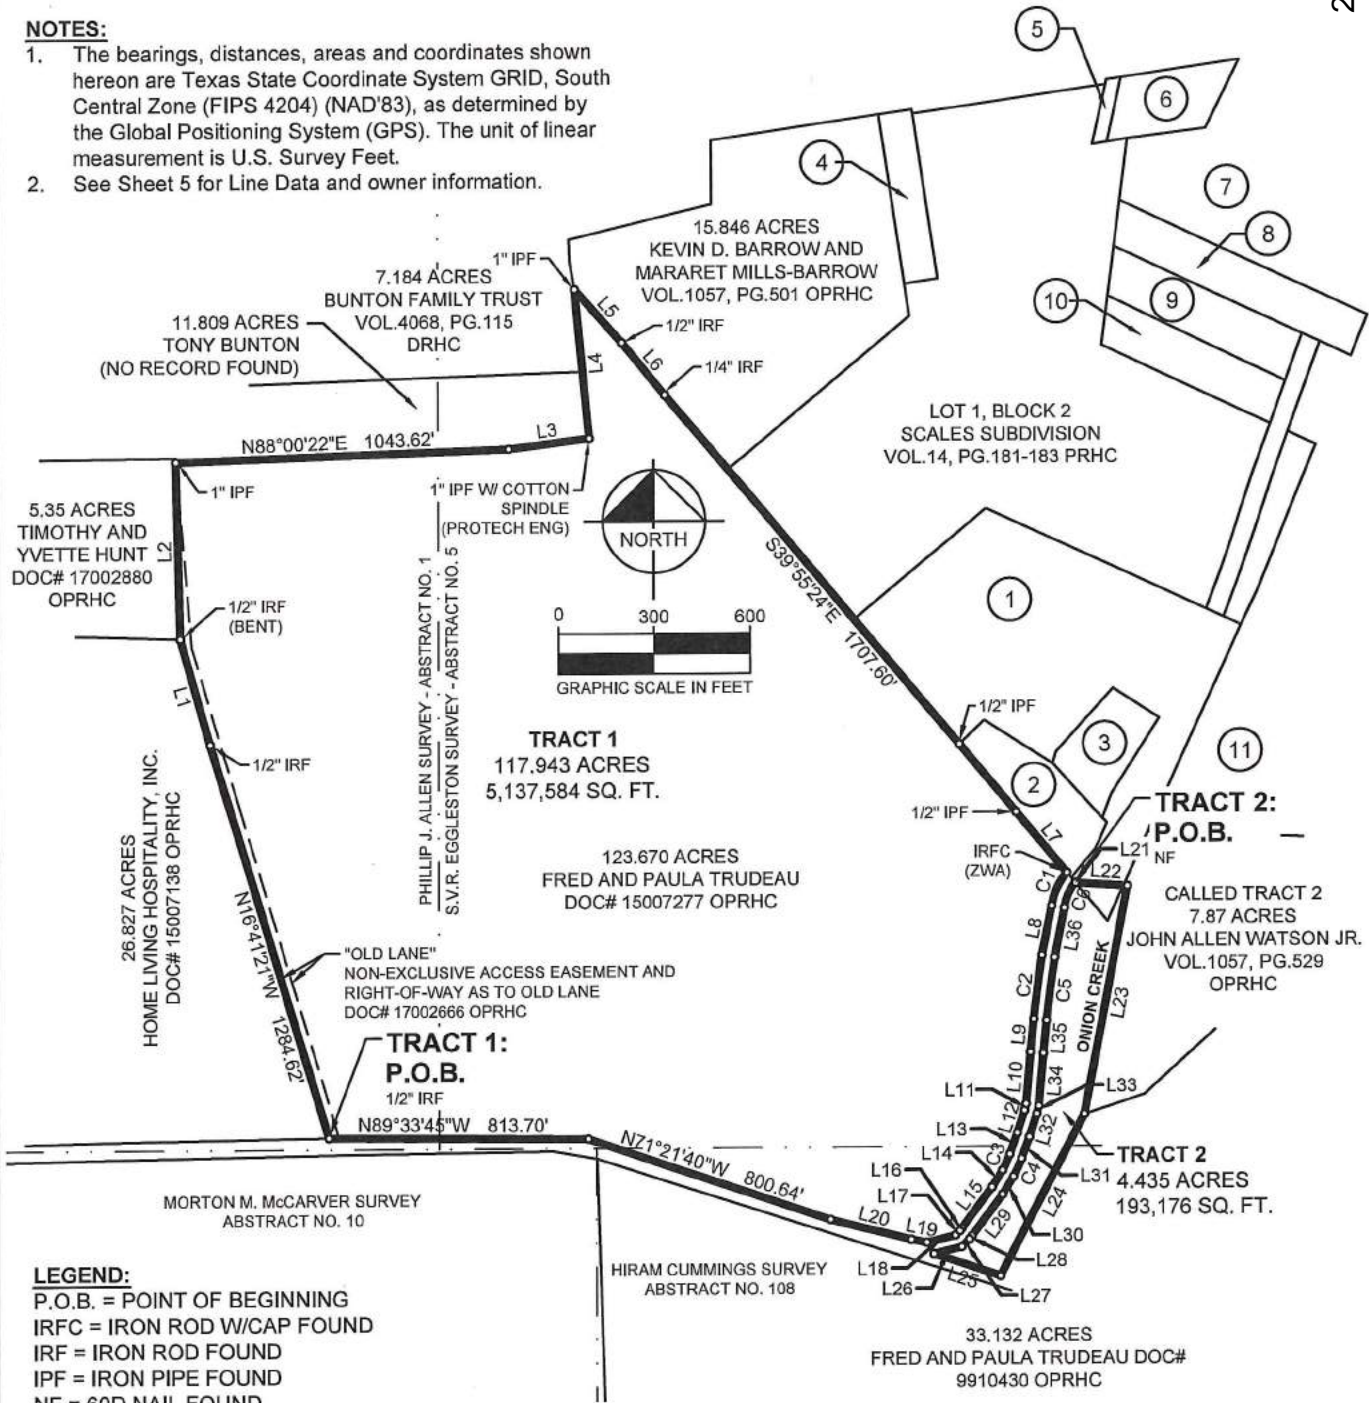 NOTES:
1. The bearings, distances, areas and coordinates shown
hereon are Texas State Coordinate System GRID, South
Central Zone (FIPS 4204) (NAD'83), as determined by
the Global Positioning System (GPS). The unit of linear
measurement is U.S. Survey Feet.
2. See Sheet 5 for Line Data and owner information.
2
5
6
4
7
8
9
10
15.846 ACRES
KEVIN D. BARROW AND
MARARET MILLS-BARROW
VOL.1057, PG.501 OPRHC
1" IPF
7.184 ACRES
BUNTON FAMILY TRUST
VOL.4068, PG.115
DRHC
11.809 ACRES
TONY BUNTON
(NO RECORD FOUND)
L5
1/2" IRF
L6
1/4" IRF
L4
L3
N88°00'22"E 1043.62'
LOT 1, BLOCK 2
SCALES SUBDIVISION
VOL.14, PG.181-183 PRHC
1" IPF
1" IPF W/ COTTON
SPINDLE
(PROTECH ENG)
NORTH
5.35 ACRES
TIMOTHY AND
YVETTE HUNT
DOC# 17002880
OPRHC
L2
1/2" IRF
(BENT)
L1
1/2" IRF
S39°55'24"E 1707.60'
0 300 600
GRAPHIC SCALE IN FEET
PHILLIP J. ALLEN SURVEY - ABSTRACT NO. 1
S.V.R. EGGLESTON SURVEY - ABSTRACT NO. 5
1
1/2" IPF
3
2
11
TRACT 1
117.943 ACRES
5,137,584 SQ. FT.
1/2" IPF
L7
TRACT 2:
P.O.B.
L21
NF
IRFC
(ZWA)
L22
C1
C6
123.670 ACRES
FRED AND PAULA TRUDEAU
DOC# 15007277 OPRHC
CALLED TRACT 2
7.87 ACRES
JOHN ALLEN WATSON JR.
VOL.1057, PG.529
OPRHC
26.827 ACRES
HOME LIVING HOSPITALITY, INC.
DOC# 15007138 OPRHC
N16°41'21"W 1284.62'
"OLD LANE"
NON-EXCLUSIVE ACCESS EASEMENT AND
RIGHT-OF-WAY AS TO OLD LANE
DOC# 17002666 OPRHC
L8
L36
C2
C5
ONION CREEK
L23
L9
L35
L10
L34
TRACT 1:
P.O.B.
1/2" IRF
N89°33'45"W 813.70'
N71°21'40"W 800.64'
L11
L33
L12
L32
L13
L14
C3
C4
L31
L16
L17
L15
L29
L24
L30
TRACT 2
4.435 ACRES
193,176 SQ. FT.
L20
L19
L18
L28
L26
L25
L27
MORTON M. McCARVER SURVEY
ABSTRACT NO. 10
HIRAM CUMMINGS SURVEY
ABSTRACT NO. 108
33.132 ACRES
FRED AND PAULA TRUDEAU DOC#
9910430 OPRHC
LEGEND:
P.O.B. = POINT OF BEGINNING
IRFC = IRON ROD W/CAP FOUND
IRF = IRON ROD FOUND
IPF = IRON PIPE FOUND
NF = 60D NAIL FOUND